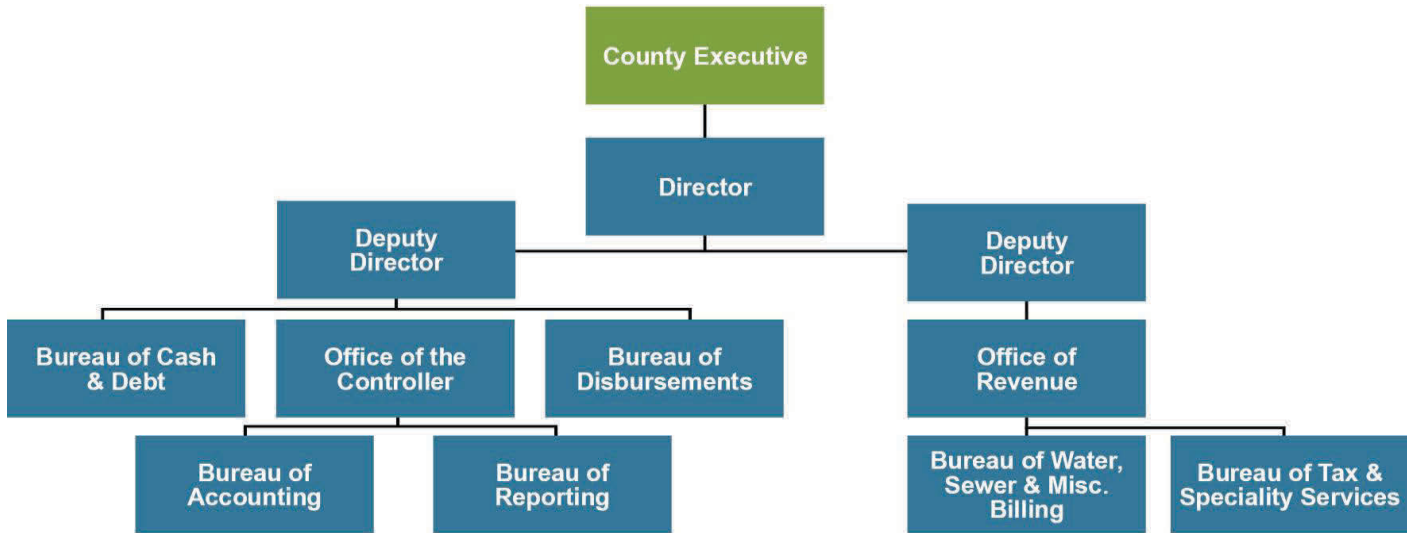 County Executive
Director
Deputy
Director
Deputy
Director
Bureau of Cash
& Debt
Office of the
Controller
Bureau of
Disbursements
Office of
Revenue
Bureau of
Accounting
Bureau of
Reporting
Bureau of Water,
Sewer & Misc.
Billing
Bureau of Tax &
Speciality Services